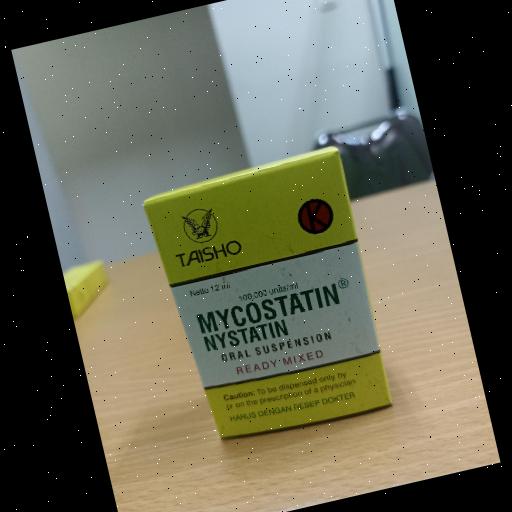 K
TAISHO
Netto 12 ml
100,000 units/ml
MYCOSTATIN®
NYSTATIN
ORAL SUSPENSION
READY MIXED
Caution: To be dispensed only by
or on the prescription of a physician
HARUS DENGAN RESEP DOKTER